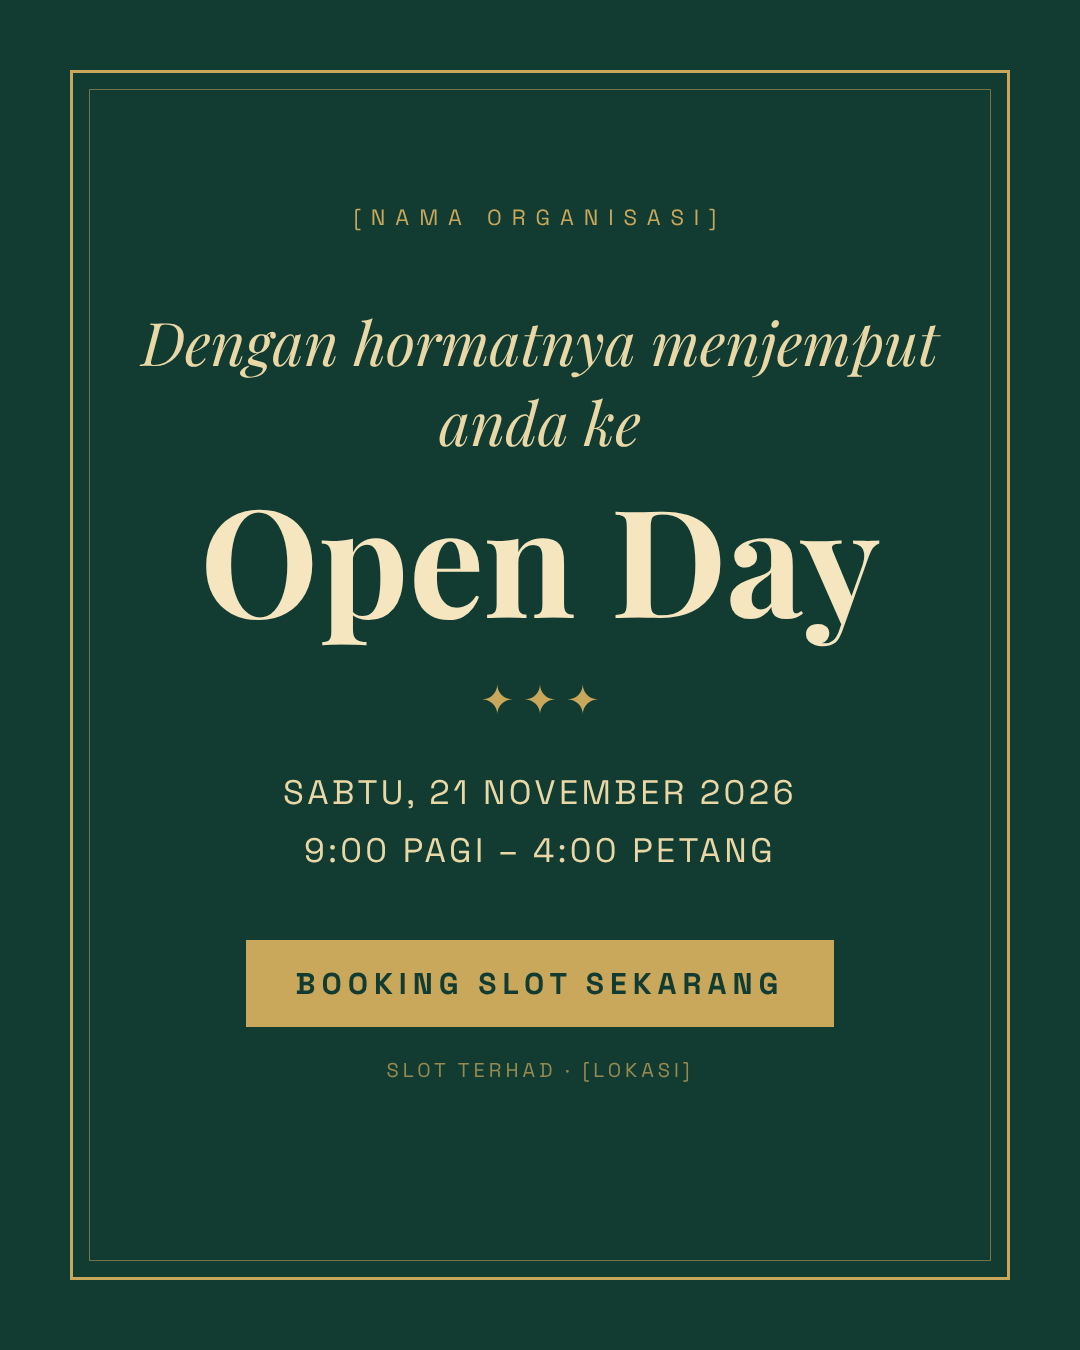 [NAMA ORGANISASI]
Dengan hormatnya menjemput
anda ke
Open Day
✦ ✦ ✦
SABTU, 21 NOVEMBER 2026
9:00 PAGI – 4:00 PETANG
BOOKING SLOT SEKARANG
SLOT TERHAD · [LOKASI]